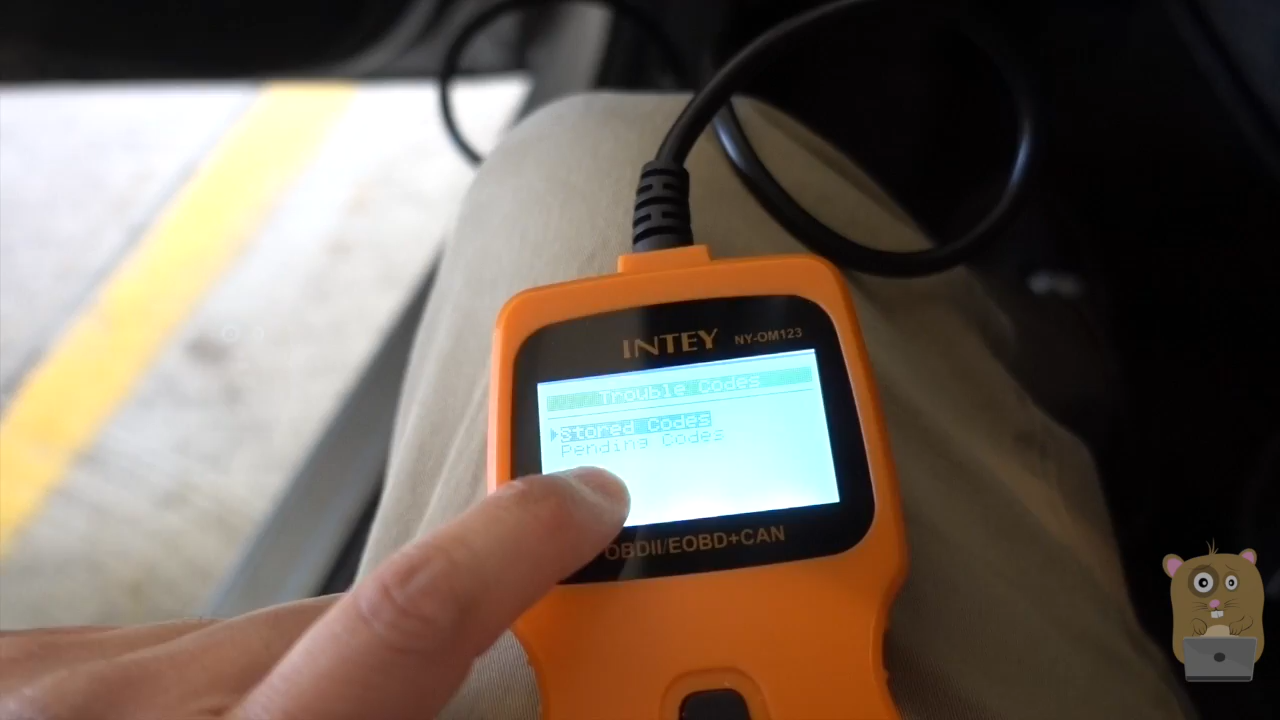 INTEY NY-OM123
Trouble Codes
Stored Codes
Pending Codes
OBDII/EOBD+CAN